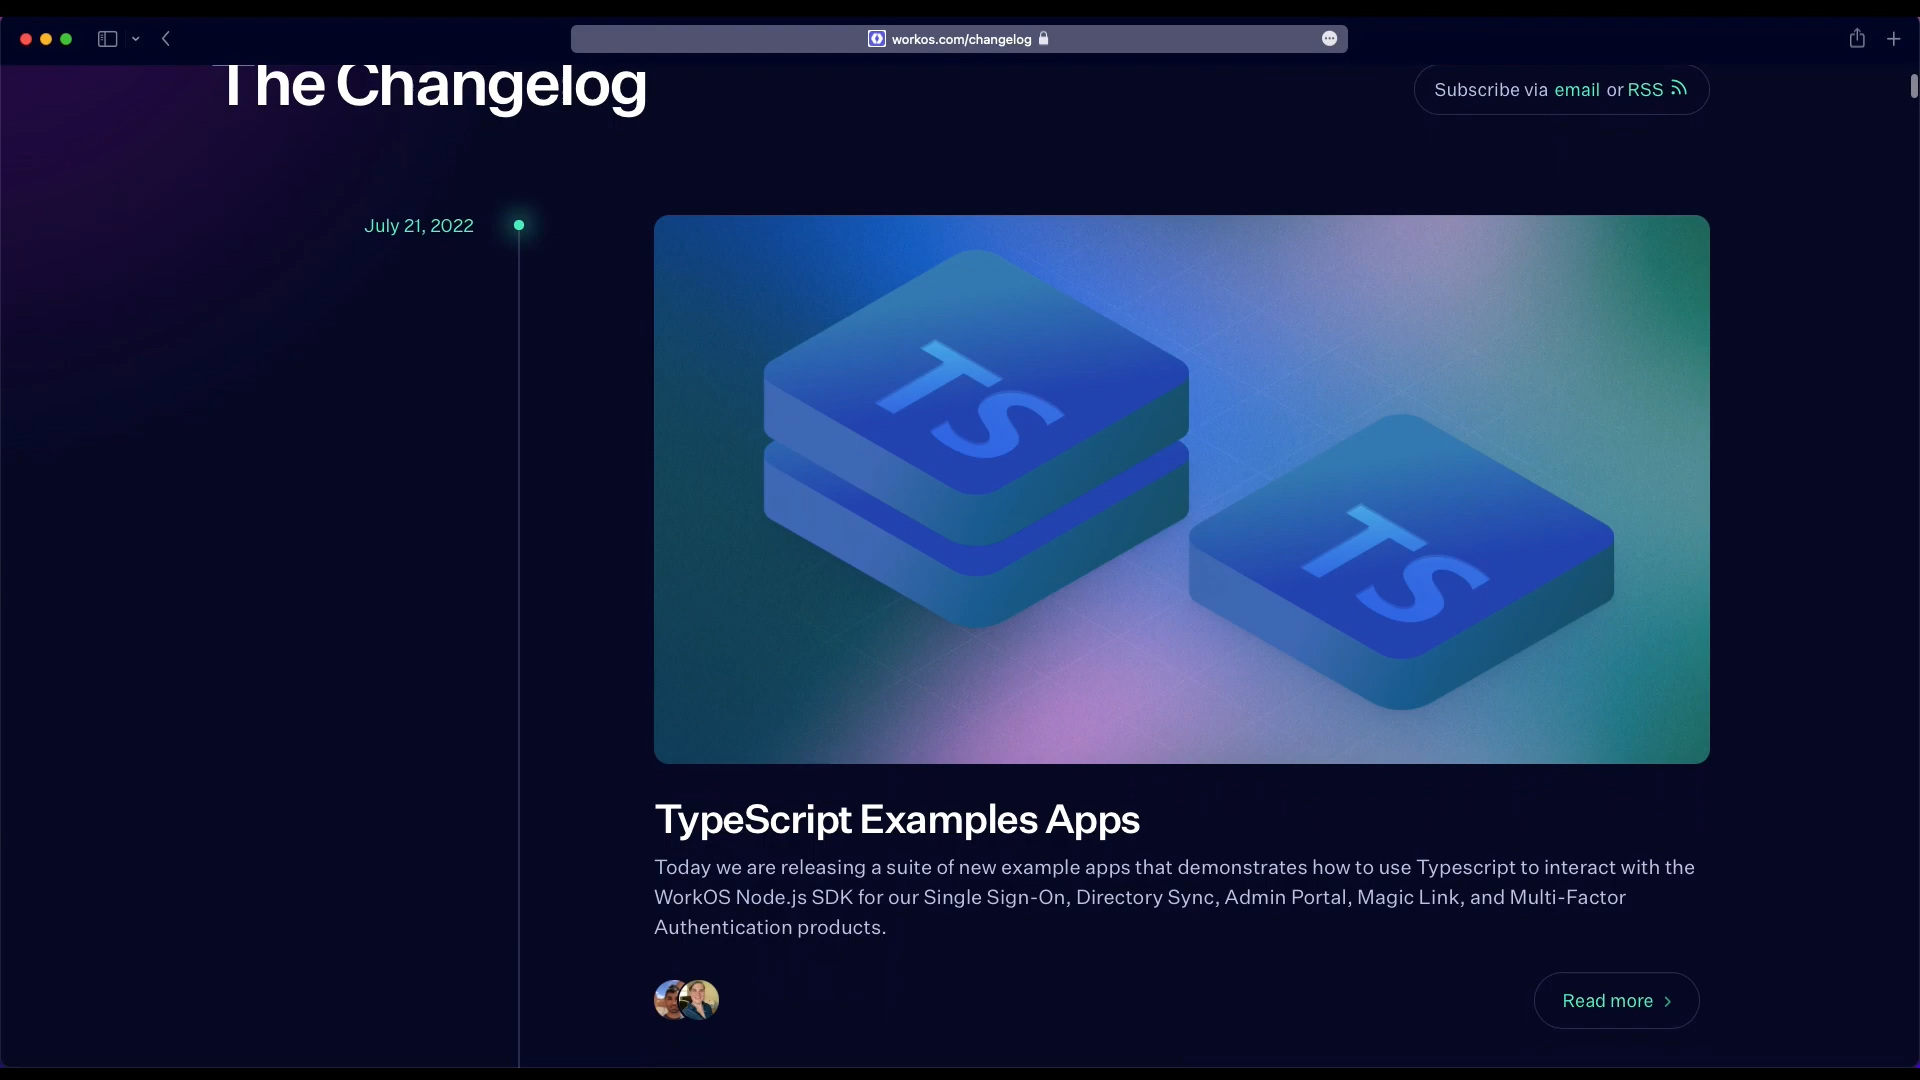 workos.com/changelog
The Changelog
Subscribe via email or RSS
July 21, 2022
TS
TS
TypeScript Examples Apps
Today we are releasing a suite of new example apps that demonstrates how to use Typescript to interact with the
WorkOS Node.js SDK for our Single Sign-On, Directory Sync, Admin Portal, Magic Link, and Multi-Factor
Authentication products.
Read more